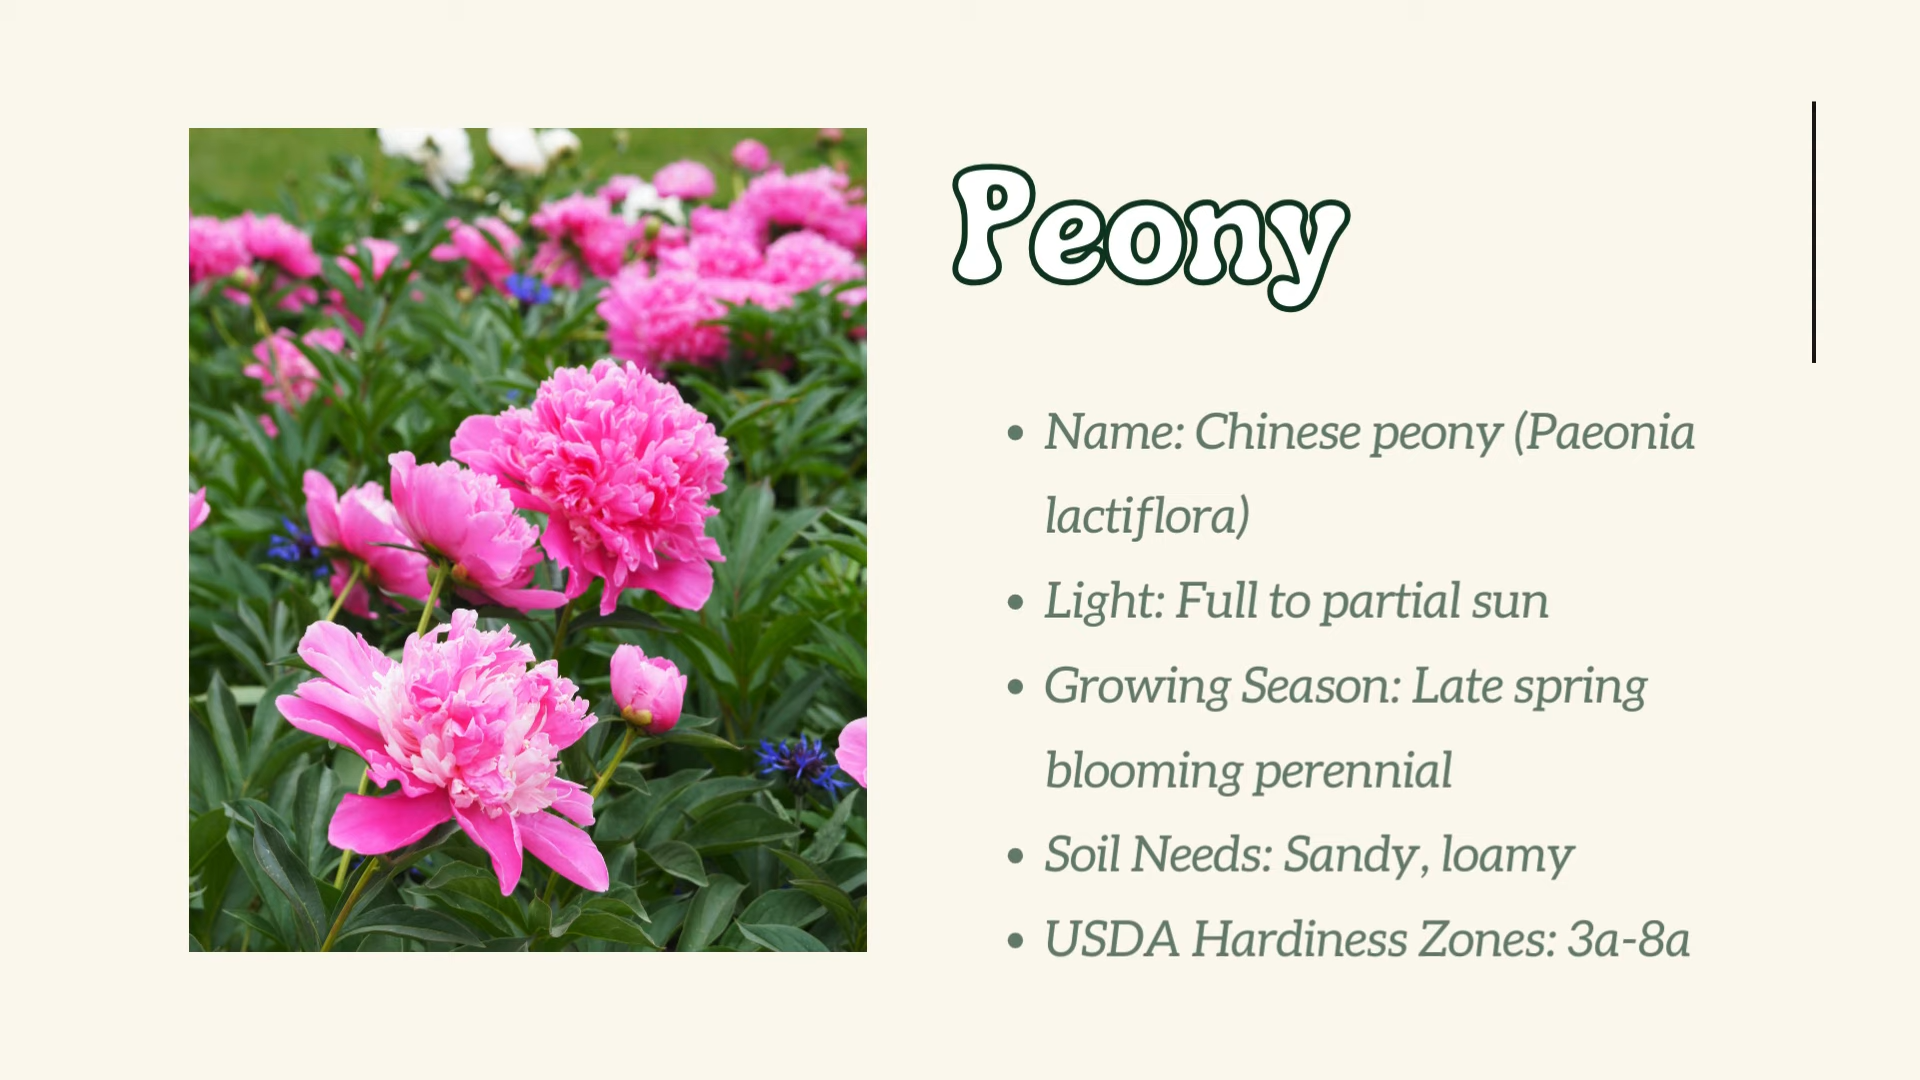 Peony
• Name: Chinese peony (Paeonia
lactiflora)
• Light: Full to partial sun
• Growing Season: Late spring
blooming perennial
• Soil Needs: Sandy, loamy
• USDA Hardiness Zones: 3a-8a